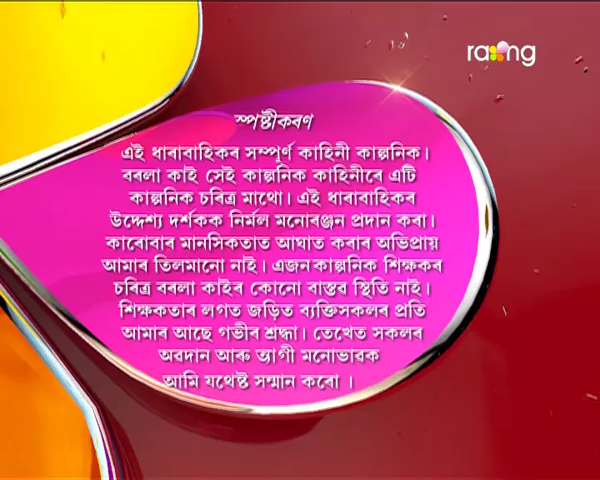 rang
স্পষ্টীকৰণ
এই ধাৰাবাহিকৰ সম্পূৰ্ণ কাহিনী কাল্পনিক।
বৰলা কাই সেই কাল্পনিক কাহিনীৰে এটি
কাল্পনিক চৰিত্ৰ মাথো। এই ধাৰাবাহিকৰ
উদ্দেশ্য দৰ্শকক নিৰ্মল মনোৰঞ্জন প্ৰদান কৰা।
কাৰোবাৰ মানসিকতাত আঘাত কৰাৰ অভিপ্ৰায়
আমাৰ তিলমানো নাই। এজন কাল্পনিক শিক্ষকৰ
চৰিত্ৰ বৰলা কাইৰ কোনো বাস্তৱ স্থিতি নাই।
শিক্ষকতাৰ লগত জড়িত ব্যক্তিসকলৰ প্ৰতি
আমাৰ আছে গভীৰ শ্ৰদ্ধা। তেখেত সকলৰ
অৱদান আৰু ত্যাগী মনোভাৱক
আমি যথেষ্ট সন্মান কৰো ।